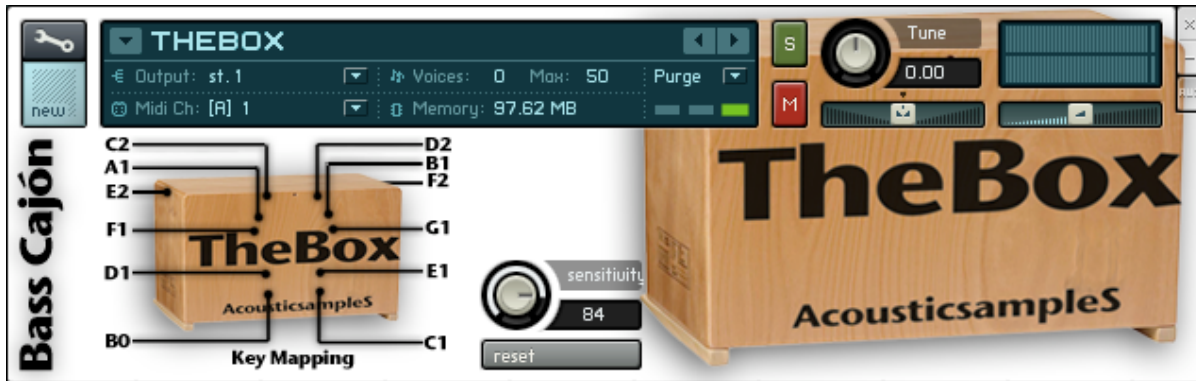 THEBOX
S
Tune
Output: st. 1
Voices: 0 Max: 50
Purge
0.00
new
Midi Ch: [A] 1
Memory: 97.62 MB
M
AUX
Bass Cajón
C2
D2
A1
B1
E2
F2
F1
G1
TheBox
D1
E1
AcousticsampleS
B0
C1
Key Mapping
sensitivity
84
reset
TheBox
AcousticsampleS